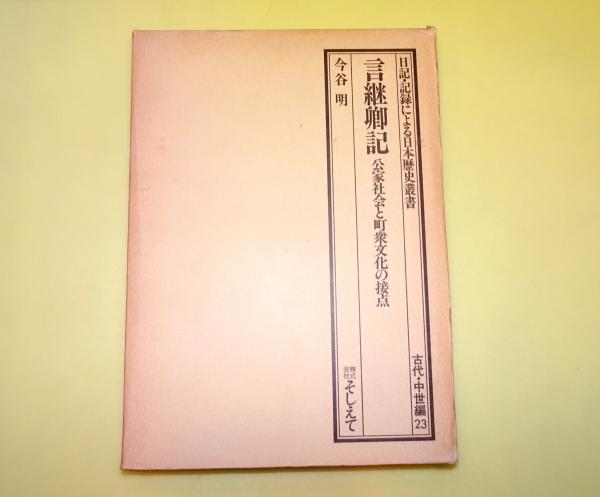 日記・記録による日本歴史叢書
古代・中世編23
言継卿記
公家社会と町衆文化の接点
今谷 明
株式会社そしえて